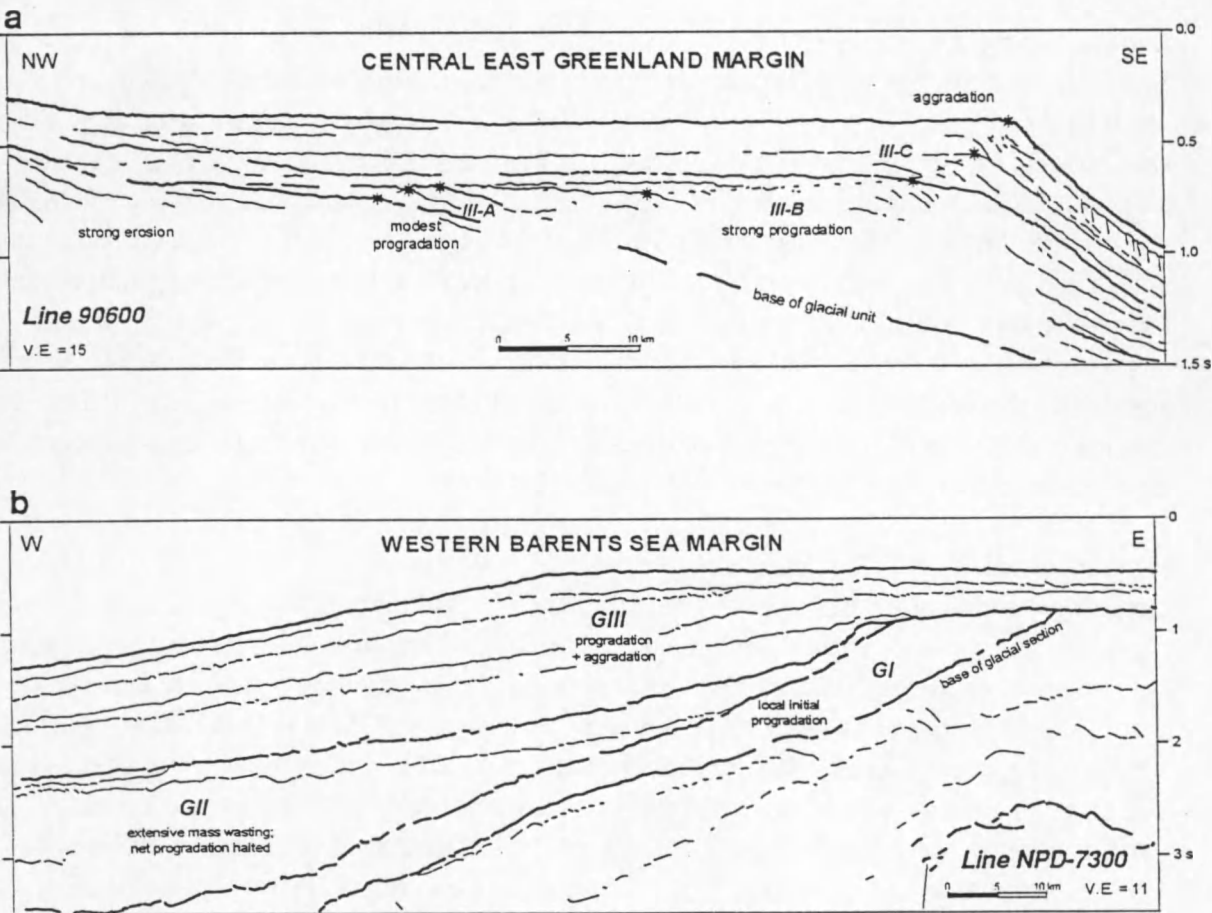 a
0.0
NW
CENTRAL EAST GREENLAND MARGIN
SE
aggradation
0.5
III-C
III-A
III-B
modest
progradation
strong progradation
strong erosion
1.0
base of glacial unit
Line 90600
0
5
10 km
V.E = 15
1.5 s
b
0
W
WESTERN BARENTS SEA MARGIN
E
GIII
progradation
+ aggradation
1
GI
base of glacial section
local initial
progradation
2
GII
extensive mass wasting;
net progradation halted
3 s
Line NPD-7300
0
5
10 km
V.E = 11